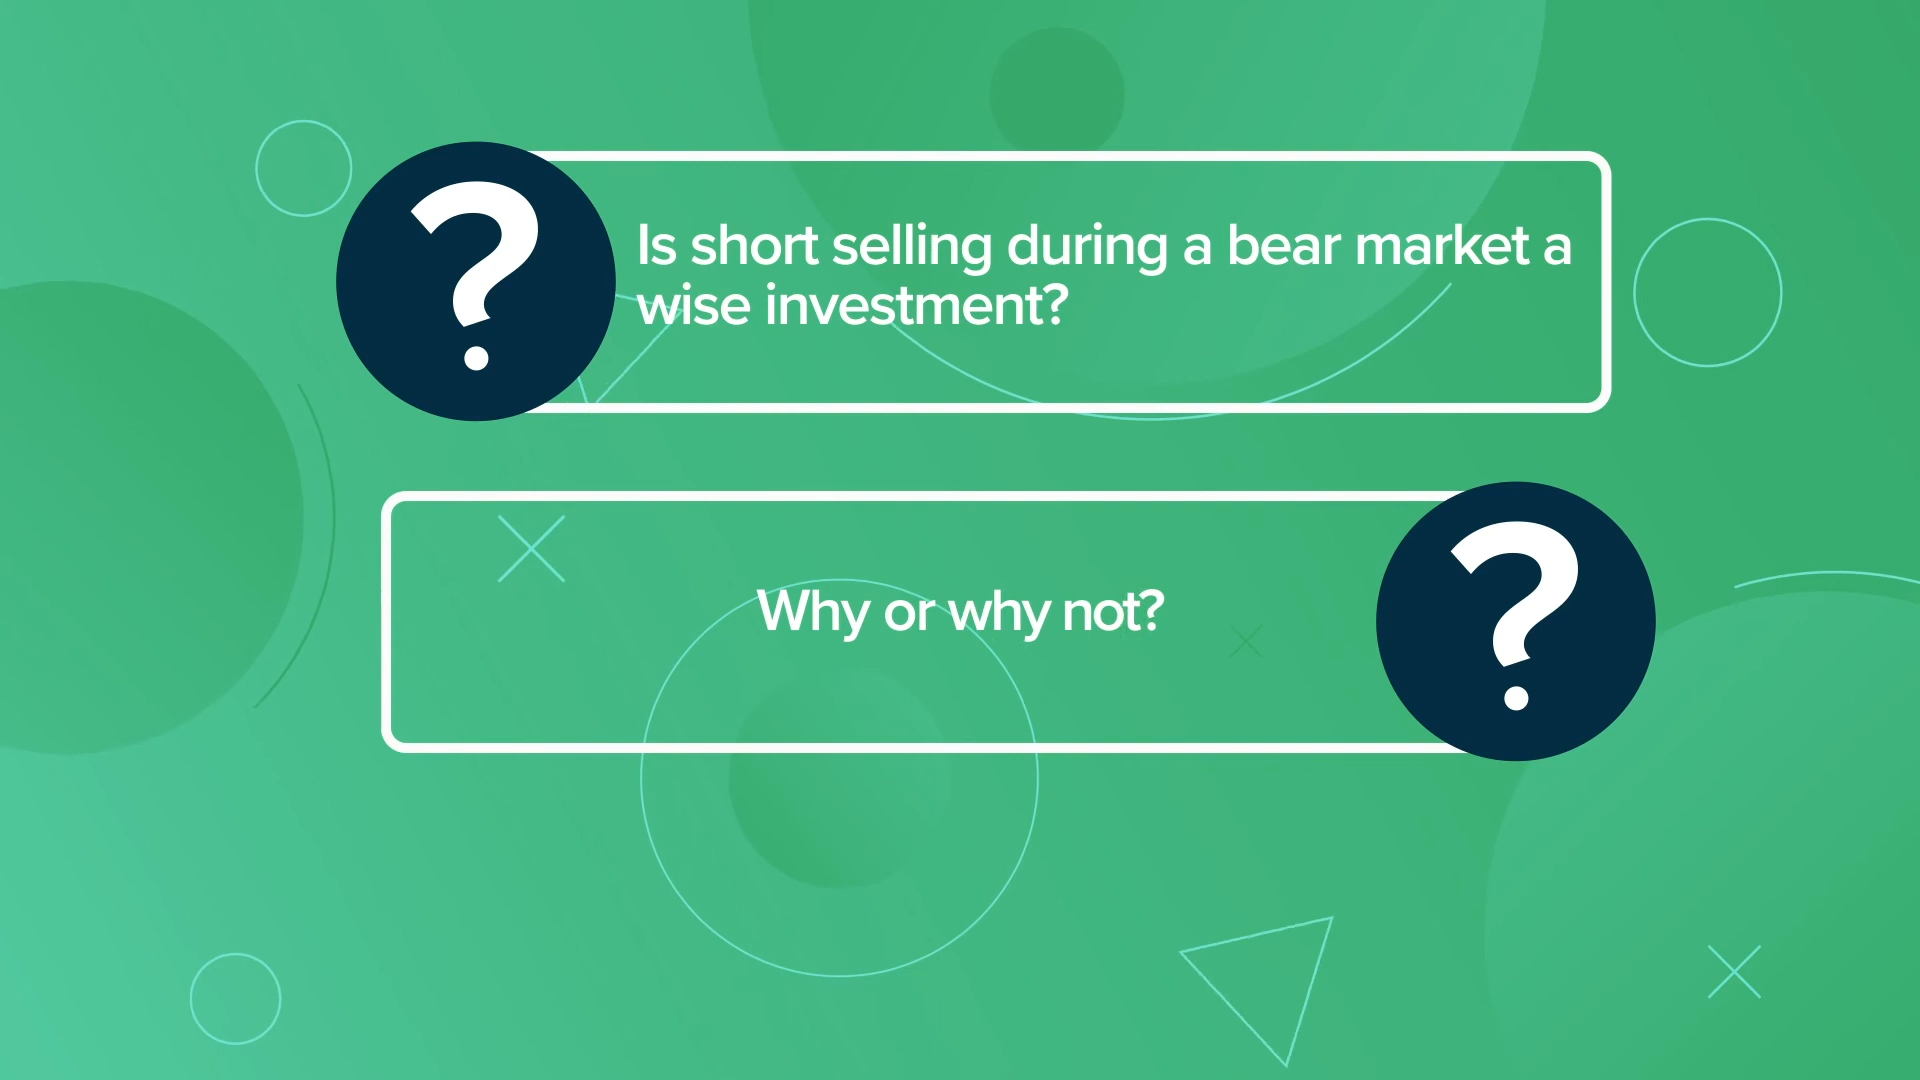 Is short selling during a bear market a
wise investment?
Why or why not?